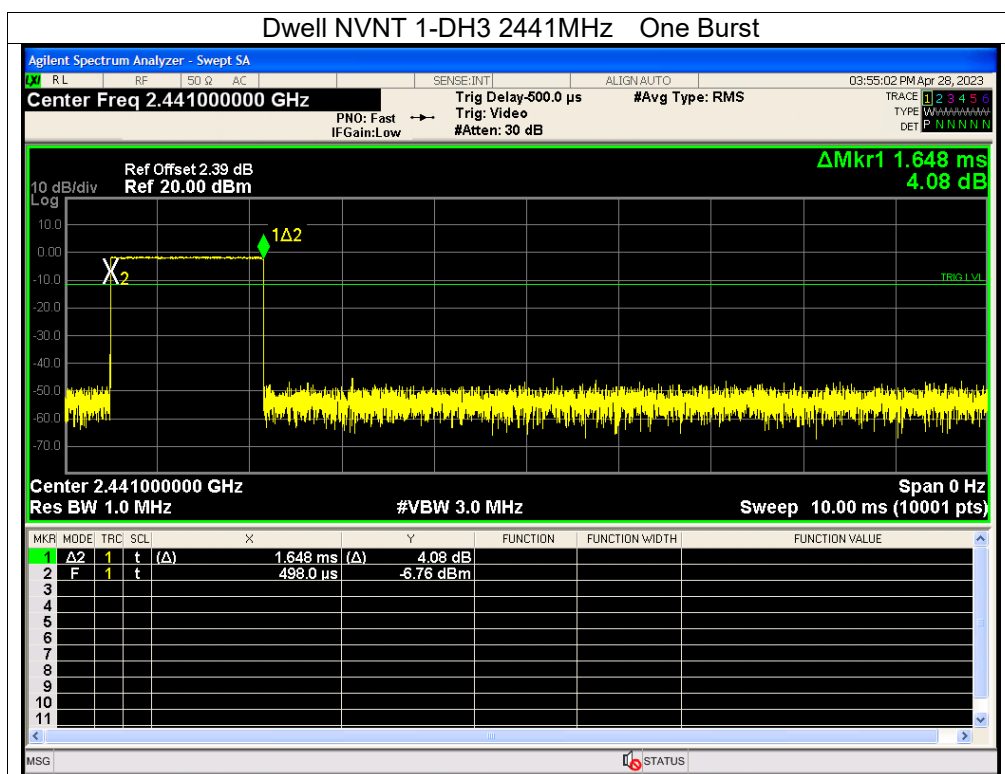 Dwell NVNT 1-DH3 2441MHz One Burst
Agilent Spectrum Analyzer - Swept SA
LXI RL RF 50 Ω AC SENSE:INT ALIGN AUTO 03:55:02 PM Apr 28, 2023
Center Freq 2.441000000 GHz Trig Delay-500.0 µs #Avg Type: RMS TRACE 1 2 3 4 5 6
PNO: Fast Trig: Video TYPE WWWWWW
IFGain:Low #Atten: 30 dB DET P N N N N N
ΔMkr1 1.648 ms
4.08 dB
Ref Offset 2.39 dB
10 dB/div Ref 20.00 dBm
Log
10.0
1Δ2
0.00
2
-10.0
TRIG LVL
-20.0
-30.0
-40.0
-50.0
-60.0
-70.0
Center 2.441000000 GHz Span 0 Hz
Res BW 1.0 MHz #VBW 3.0 MHz Sweep 10.00 ms (10001 pts)
MKR MODE TRC SCL X Y FUNCTION FUNCTION WIDTH FUNCTION VALUE
1 Δ2 1 t (Δ) 1.648 ms (Δ) 4.08 dB
2 F 1 t 498.0 µs -6.76 dBm
3
4
5
6
7
8
9
10
11
MSG STATUS